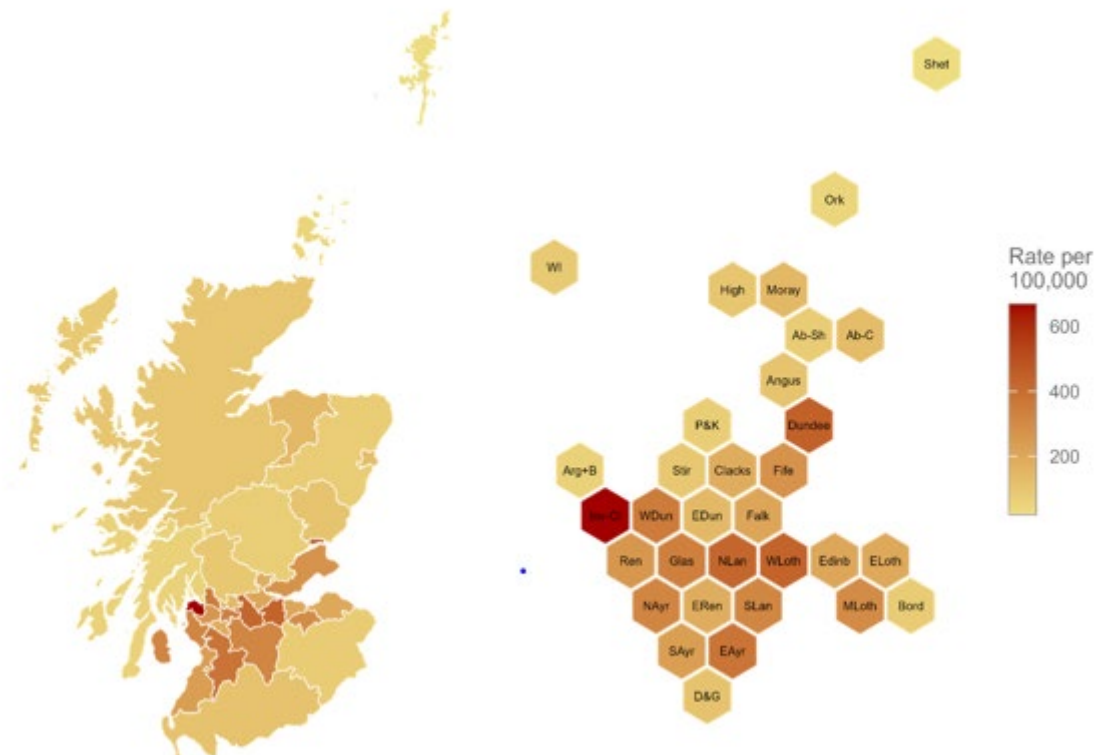 Shet
Ork
WI
High
Moray
Ab-Sh
Ab-C
Angus
P&K
Dundee
Arg+B
Stir
Clacks
Fife
WDun
EDun
Falk
Ren
Glas
NLan
WLoth
Edinb
ELoth
NAyr
ERen
SLan
MLoth
Bord
SAyr
EAyr
D&G
Rate per
100,000
600
400
200